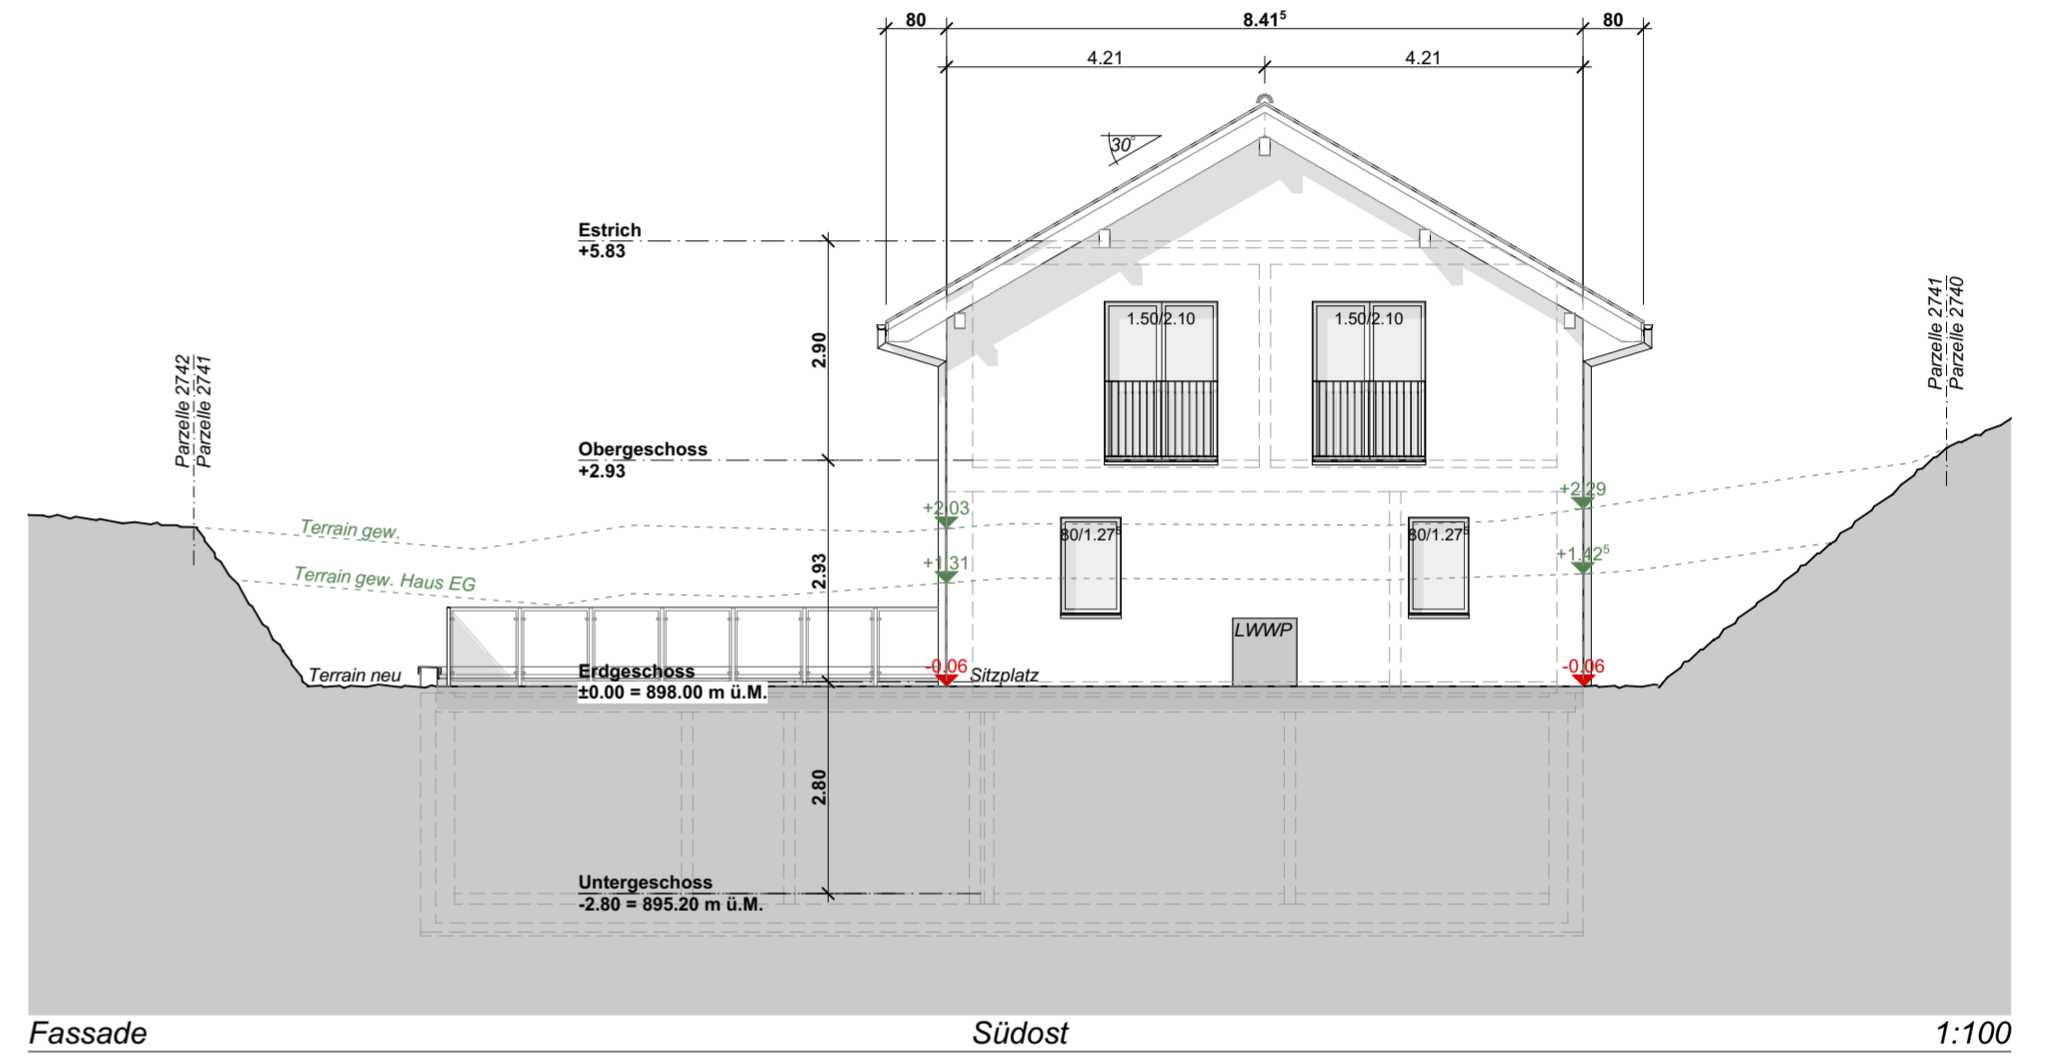 80
8.41⁵
80
4.21
4.21
30°
Estrich
+5.83
1.50/2.10
1.50/2.10
2.90
Parzelle 2742
Parzelle 2741
Parzelle 2741
Parzelle 2740
Obergeschoss
+2.93
+2.03
+2.29
Terrain gew.
80/1.27⁵
80/1.27⁵
+1.31
+1.42⁵
2.93
Terrain gew. Haus EG
LWWP
Terrain neu
Erdgeschoss
±0.00 = 898.00 m ü.M.
-0.06
Sitzplatz
-0.06
2.80
Untergeschoss
-2.80 = 895.20 m ü.M.
Fassade
Südost
1:100